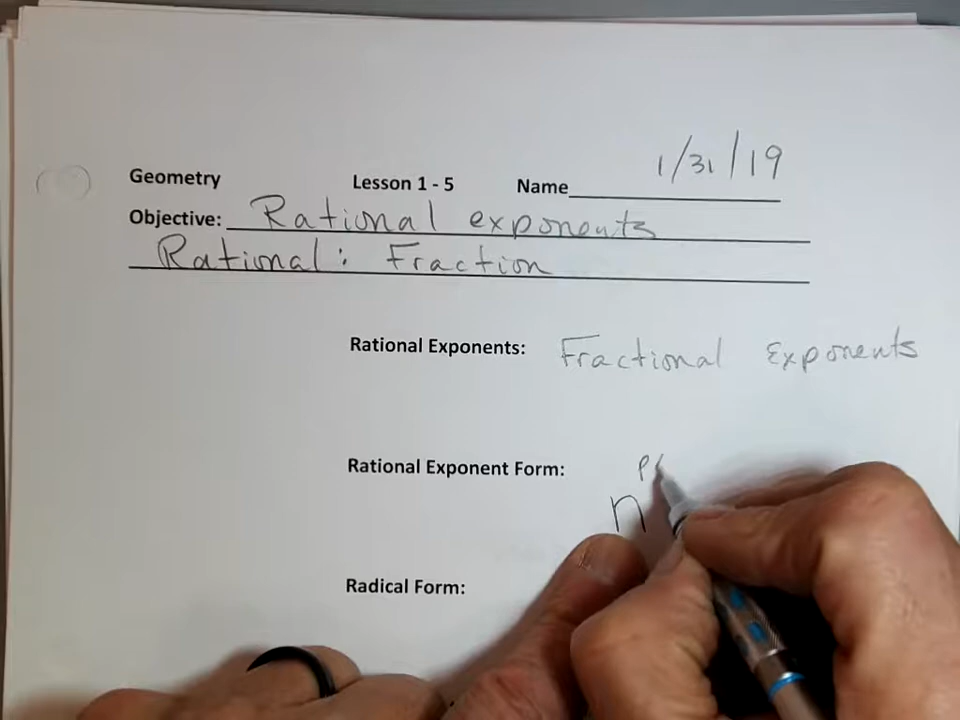 1/31/19
Geometry Lesson 1 - 5 Name
Objective: Rational exponents
Rational: Fraction
Rational Exponents: Fractional Exponents
Rational Exponent Form: n^p
Radical Form: